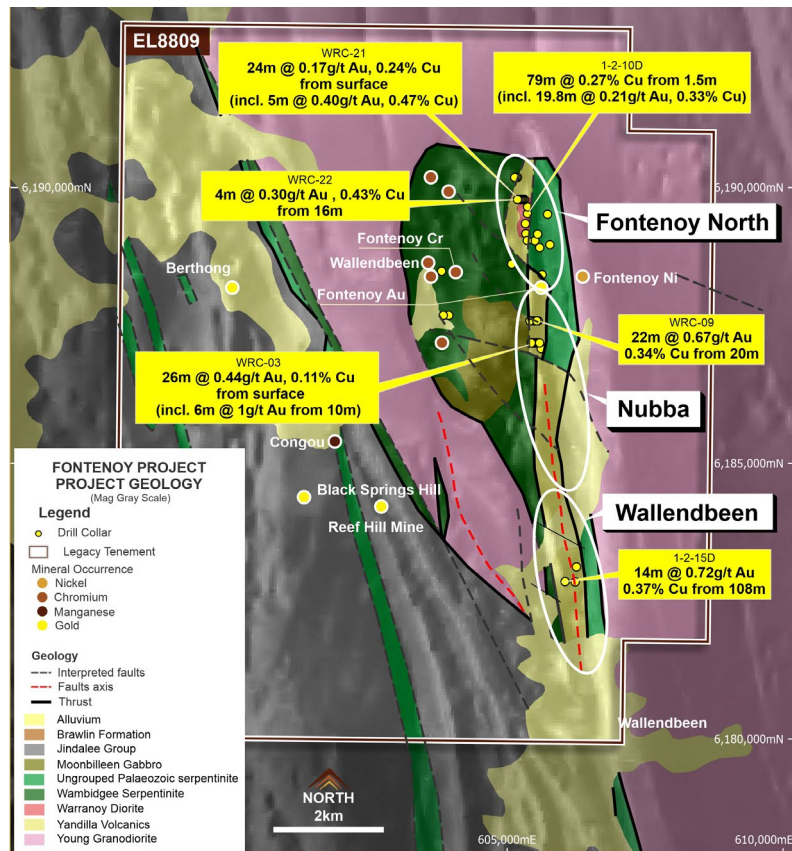 EL8809
WRC-21
24m @ 0.17g/t Au, 0.24% Cu
from surface
(incl. 5m @ 0.40g/t Au, 0.47% Cu)
1-2-10D
79m @ 0.27% Cu from 1.5m
(incl. 19.8m @ 0.21g/t Au, 0.33% Cu)
6,190,000mN
6,190,000mN
WRC-22
4m @ 0.30g/t Au , 0.43% Cu
from 16m
Fontenoy North
Fontenoy Cr
Wallendbeen
Berthong
Fontenoy Au
Fontenoy Ni
WRC-09
22m @ 0.67g/t Au
0.34% Cu from 20m
WRC-03
26m @ 0.44g/t Au, 0.11% Cu
from surface
(incl. 6m @ 1g/t Au from 10m)
Nubba
Congou
6,185,000mN
Black Springs Hill
Reef Hill Mine
Wallendbeen
1-2-15D
14m @ 0.72g/t Au
0.37% Cu from 108m
FONTENOY PROJECT
PROJECT GEOLOGY
(Mag Gray Scale)
Legend
Drill Collar
Legacy Tenement
Mineral Occurrence
Nickel
Chromium
Manganese
Gold
Geology
Interpreted faults
Faults axis
Thrust
Alluvium
Brawlin Formation
Jindalee Group
Moonbilleen Gabbro
Ungrouped Palaeozoic serpentinite
Wambidgee Serpentinite
Warranoy Diorite
Yandilla Volcanics
Young Granodiorite
Wallendbeen
6,180,000mN
NORTH
2km
605,000mE
610,000mE